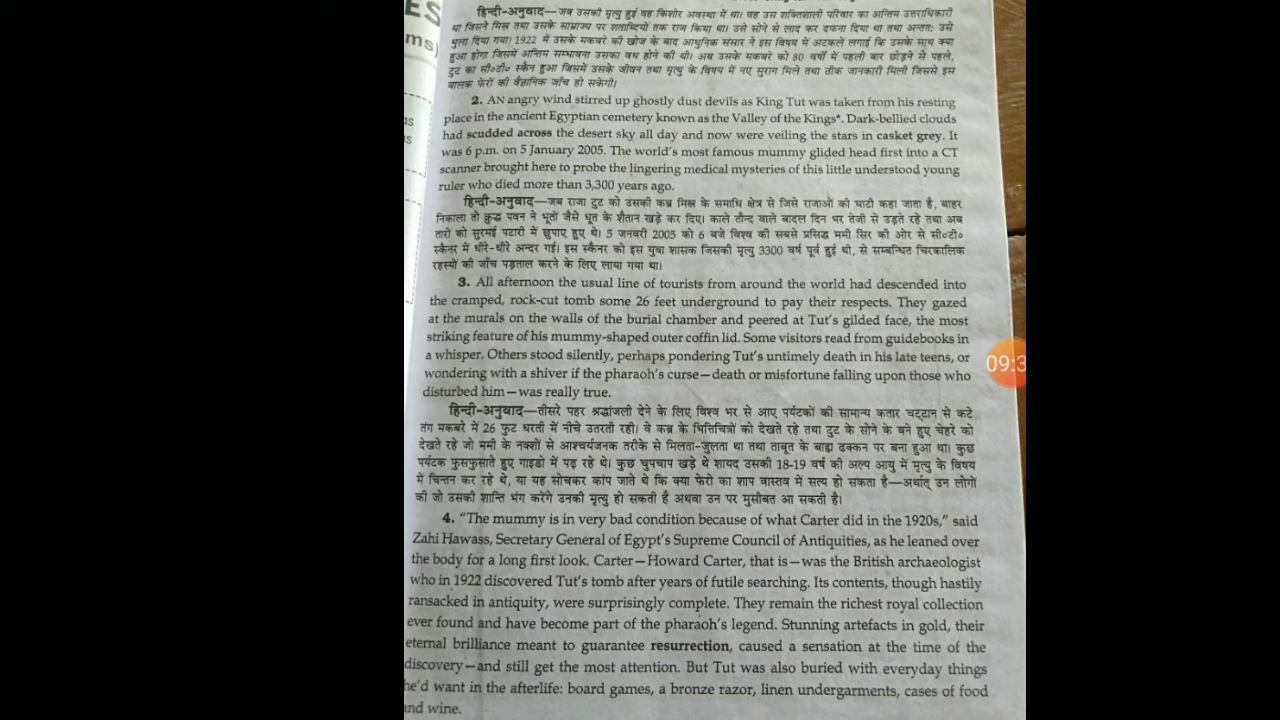 ES
ms)
हिन्दी-अनुवाद—जब उसकी मृत्यु हुई वह किशोर अवस्था में था। वह उस शक्तिशाली परिवार का अन्तिम उत्तराधिकारी
था जिसने मिस्र तथा उसके साम्राज्य पर शताब्दियों तक राज किया था। उसे सोने से लाद कर दफना दिया था तथा अन्ततः उसे
भुला दिया गया। 1922 में उसके मकबरे की खोज के बाद आधुनिक संसार ने इस विषय में अटकलें लगाई कि उसके साथ क्या
हुआ होगा जिसमें अन्तिम सम्भावना उसका वध होने की थी। अब उसके मकबरे को 80 वर्षों में पहली बार छोड़ने से पहले,
टुट का सी०टी० स्कैन हुआ जिसमें उसके जीवन तथा मृत्यु के विषय में नए सुराग मिले तथा ठीक जानकारी मिली जिससे इस
बालक फेरों की वैज्ञानिक जाँच हो सकेगी।
2. AN angry wind stirred up ghostly dust devils as King Tut was taken from his resting
place in the ancient Egyptian cemetery known as the Valley of the Kings*. Dark-bellied clouds
had scudded across the desert sky all day and now were veiling the stars in casket grey. It
was 6 p.m. on 5 January 2005. The world's most famous mummy glided head first into a CT
scanner brought here to probe the lingering medical mysteries of this little understood young
ruler who died more than 3,300 years ago.
हिन्दी-अनुवाद—जब राजा टुट को उसकी कब्र मिस्र के समाधि क्षेत्र से जिसे राजाओं की घाटी कहा जाता है, बाहर
निकाला तो क्रुद्ध पवन ने भूतों जैसे धूल के शैतान खड़े कर दिए। काले तौन्द वाले बादल दिन भर तेजी से उड़ते रहे तथा अब
तारों को सुरमई पटारी में छुपाए हुए थे। 5 जनवरी 2005 को 6 बजे विश्व की सबसे प्रसिद्ध ममी सिर की ओर से सी०टी०
स्कैनर में धीरे-धीरे अन्दर गई। इस स्कैनर को इस युवा शासक जिसकी मृत्यु 3300 वर्ष पूर्व हुई थी, से सम्बन्धित चिरकालिक
रहस्यों की जाँच पड़ताल करने के लिए लाया गया था।
3. All afternoon the usual line of tourists from around the world had descended into
the cramped, rock-cut tomb some 26 feet underground to pay their respects. They gazed
at the murals on the walls of the burial chamber and peered at Tut's gilded face, the most
striking feature of his mummy-shaped outer coffin lid. Some visitors read from guidebooks in
a whisper. Others stood silently, perhaps pondering Tut's untimely death in his late teens, or
wondering with a shiver if the pharaoh's curse—death or misfortune falling upon those who
disturbed him—was really true.
हिन्दी-अनुवाद—तीसरे पहर श्रद्धांजली देने के लिए विश्व भर से आए पर्यटकों की सामान्य कतार चट्टान से कटे
तंग मकबरे में 26 फुट धरती में नीचे उतरती रही। वे कब्र के भित्तिचित्रों को देखते रहे तथा टुट के सोने के बने हुए चेहरे को
देखते रहे जो ममी के नक्शों से आश्चर्यजनक तरीके से मिलता-जुलता था तथा ताबूत के बाह्य ढक्कन पर बना हुआ था। कुछ
पर्यटक फुसफुसाते हुए गाइडों में पढ़ रहे थे। कुछ चुपचाप खड़े थे शायद उसकी 18-19 वर्ष की अल्प आयु में मृत्यु के विषय
में चिन्तन कर रहे थे, या यह सोचकर कांप जाते थे कि क्या फेरो का शाप वास्तव में सत्य हो सकता है—अर्थात् उन लोगों
की जो उसकी शान्ति भंग करेंगे उनकी मृत्यु हो सकती है अथवा उन पर मुसीबत आ सकती है।
4. "The mummy is in very bad condition because of what Carter did in the 1920s," said
Zahi Hawass, Secretary General of Egypt's Supreme Council of Antiquities, as he leaned over
the body for a long first look. Carter—Howard Carter, that is—was the British archaeologist
who in 1922 discovered Tut's tomb after years of futile searching. Its contents, though hastily
ransacked in antiquity, were surprisingly complete. They remain the richest royal collection
ever found and have become part of the pharaoh's legend. Stunning artefacts in gold, their
eternal brilliance meant to guarantee resurrection, caused a sensation at the time of the
discovery—and still get the most attention. But Tut was also buried with everyday things
he'd want in the afterlife: board games, a bronze razor, linen undergarments, cases of food
and wine.
09:3